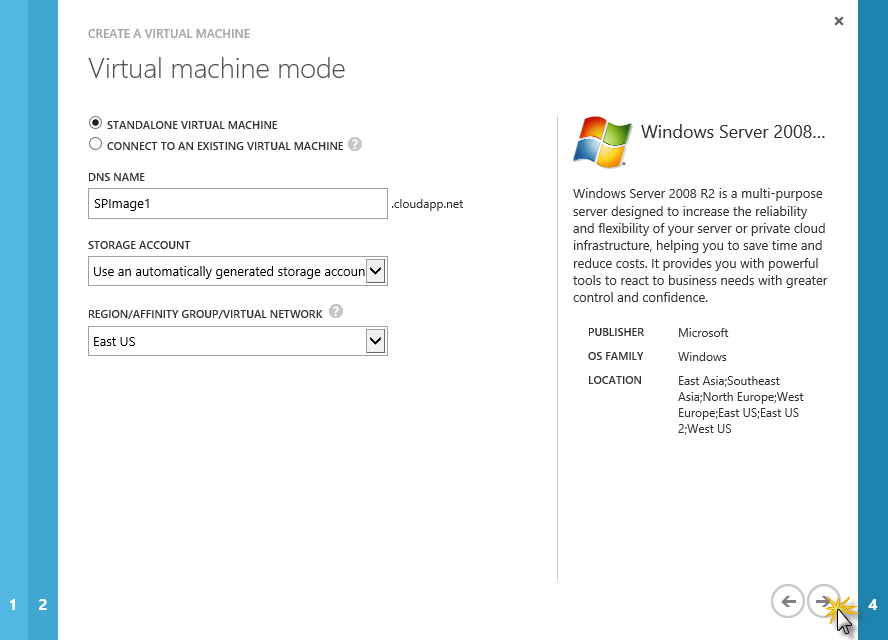 CREATE A VIRTUAL MACHINE
Virtual machine mode
STANDALONE VIRTUAL MACHINE
CONNECT TO AN EXISTING VIRTUAL MACHINE ?
DNS NAME
SPImage1 .cloudapp.net
STORAGE ACCOUNT
Use an automatically generated storage accoun
REGION/AFFINITY GROUP/VIRTUAL NETWORK ?
East US
Windows Server 2008...
Windows Server 2008 R2 is a multi-purpose
server designed to increase the reliability
and flexibility of your server or private cloud
infrastructure, helping you to save time and
reduce costs. It provides you with powerful
tools to react to business needs with greater
control and confidence.
PUBLISHER Microsoft
OS FAMILY Windows
LOCATION East Asia;Southeast
Asia;North Europe;West
Europe;East US;East US
2;West US
1 2 4